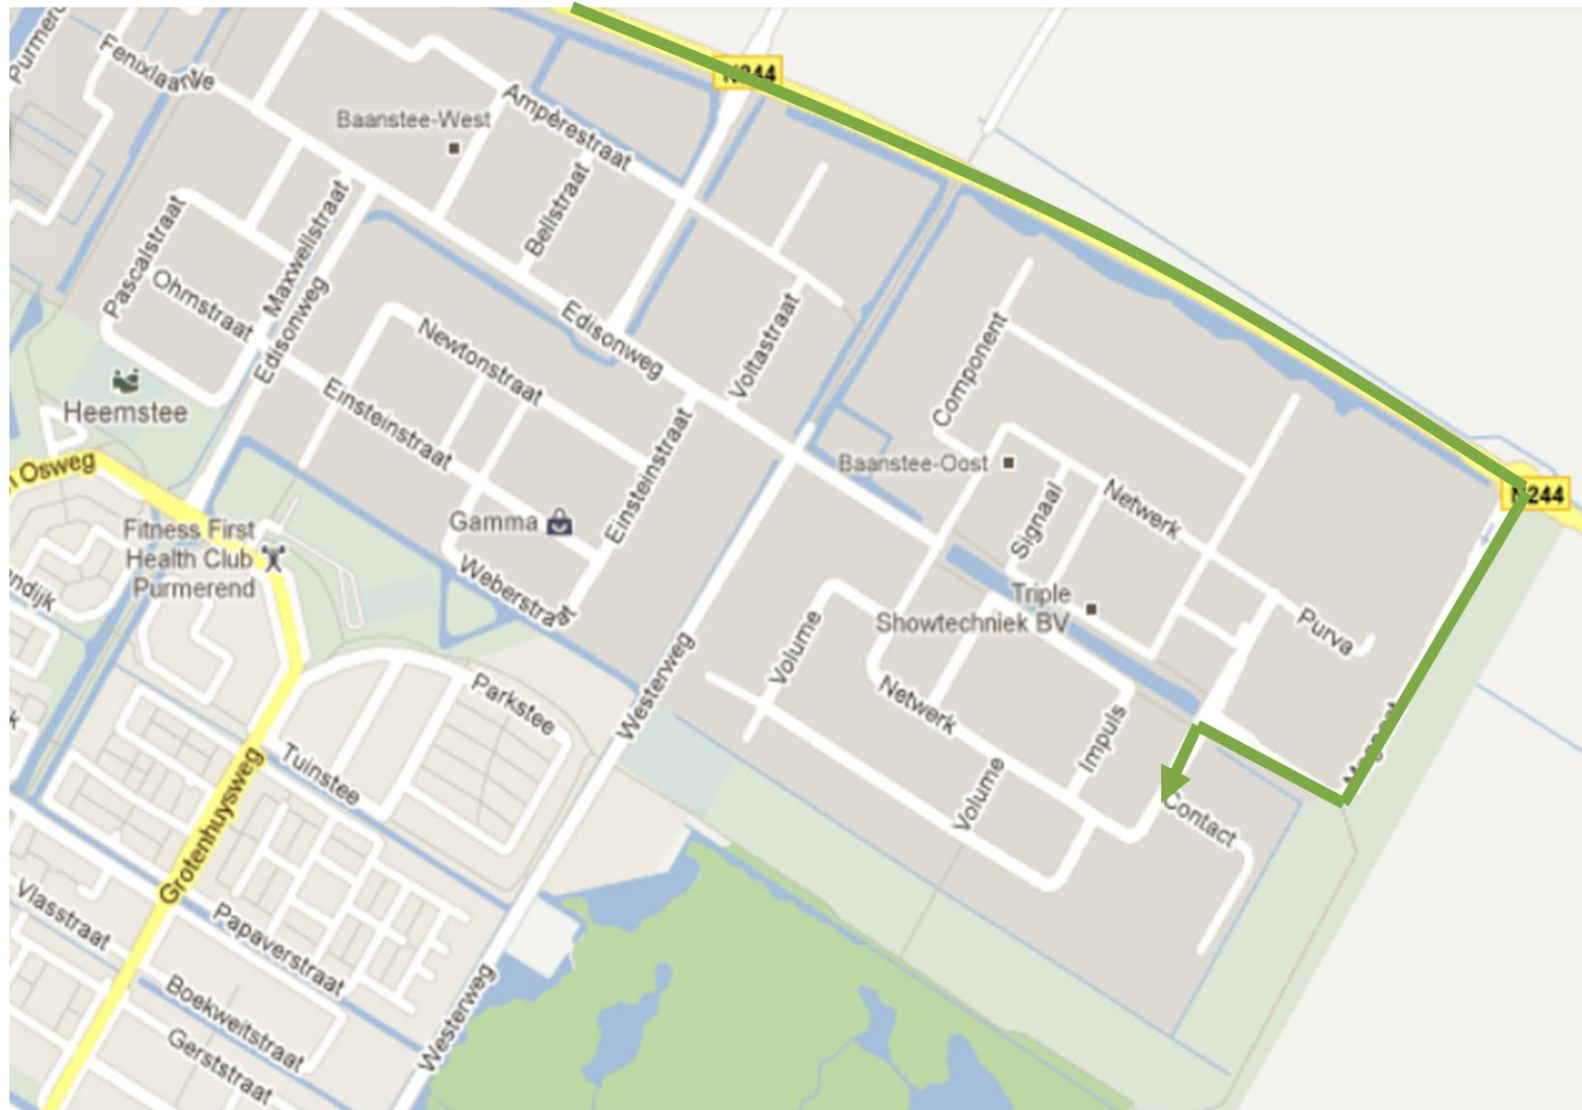 Fenixlaan
N244
Baanstee-West
Ampèrestraat
Bellstraat
Pascalstraat
Maxwellstraat
Ohmstraat
Edisonweg
Edisonweg
Newtonstraat
Voltastraat
Component
Heemstee
Einsteinstraat
Einsteinstraat
Osweg
Baanstee-Oost
Signaal
Netwerk
N244
Gamma
Fitness First
Health Club
Purmerend
Weberstraat
Triple
Showtechniek BV
Volume
Purva
Westerweg
Parkstee
Netwerk
Impuls
Tuinstee
Volume
Contact
Grotenhuysweg
Vlasstraat
Papaverstraat
Westerweg
Boekweitstraat
Gerststraat